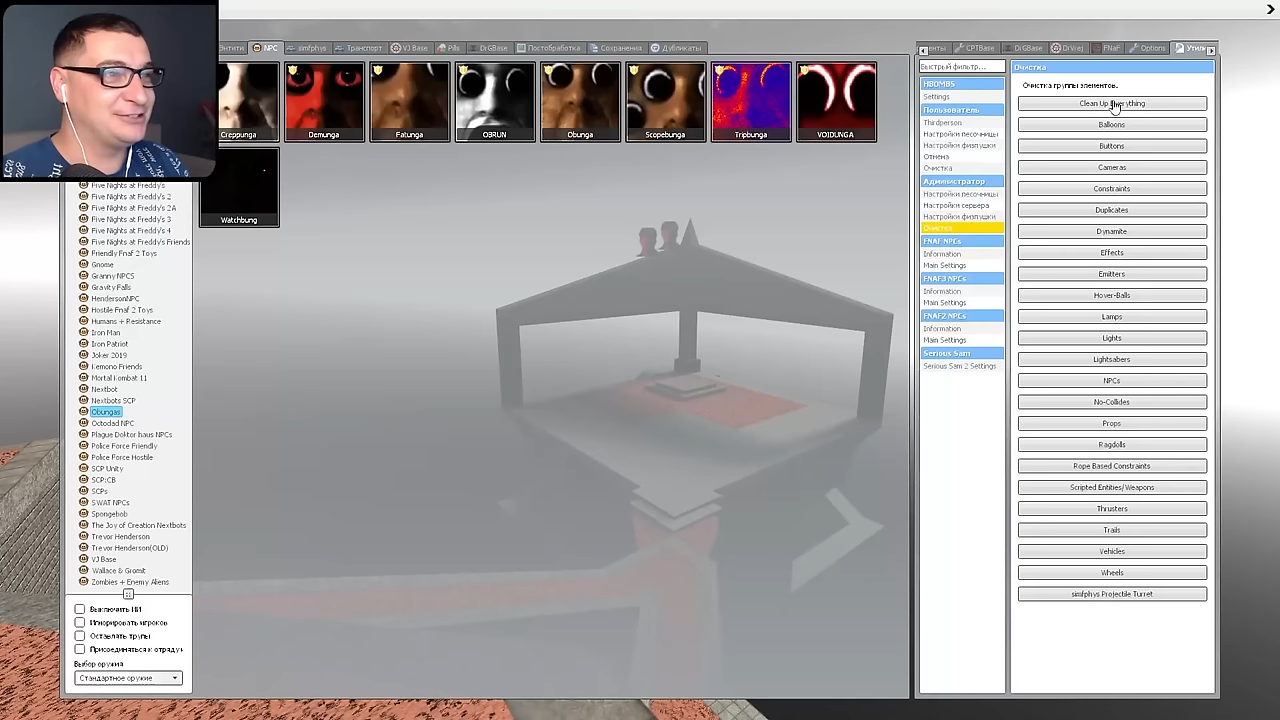 NPC simfphys Транспорт VJ Base Pills DrGBase Постобработка Сохранения Дубликаты
CPTBase DrGBase DrVrej FNaF Options
Creppunga Demunga Fatunga OBRUN Obunga Scopebunga Tripbunga VOIDUNGA
Watchbung
Five Nights at Freddy's
Five Nights at Freddy's 2
Five Nights at Freddy's 2A
Five Nights at Freddy's 3
Five Nights at Freddy's 4
Five Nights at Freddy's Friends
Friendly Fnaf 2 Toys
Gnome
Granny NPCS
Gravity Falls
HendersonNPC
Hostile Fnaf 2 Toys
Humans + Resistance
Iron Man
Iron Patriot
Joker 2019
Kemono Friends
Mortal Kombat 11
Nextbot
Nextbots SCP
Obungas
Octodad NPC
Plague Doktor haus NPCs
Police Force Friendly
Police Force Hostile
SCP Unity
SCP:CB
SCPs
SWAT NPCs
Spongebob
The Joy of Creation Nextbots
Trevor Henderson
Trevor Henderson(OLD)
VJ Base
Wallace & Gromit
Zombies + Enemy Aliens
Выключить ИИ
Игнорировать игроков
Оставлять трупы
Присоединяться к отряду
Выбор оружия
Стандартное оружие
Быстрый фильтр...
HBOMBS
Settings
Пользователь
Thirdperson
Настройки песочницы
Настройки физпушки
Отмена
Очистка
Администратор
Настройки песочницы
Настройки сервера
Настройки физпушки
Очистка
FNAF NPCs
Information
Main Settings
FNAF3 NPCs
Information
Main Settings
FNAF2 NPCs
Information
Main Settings
Serious Sam
Serious Sam 2 Settings
Очистка
Очистка группы элементов.
Clean Up Everything
Balloons
Buttons
Cameras
Constraints
Duplicates
Dynamite
Effects
Emitters
Hover-Balls
Lamps
Lights
Lightsabers
NPCs
No-Collides
Props
Ragdolls
Rope Based Constraints
Scripted Entities/Weapons
Thrusters
Trails
Vehicles
Wheels
simfphys Projectile Turret